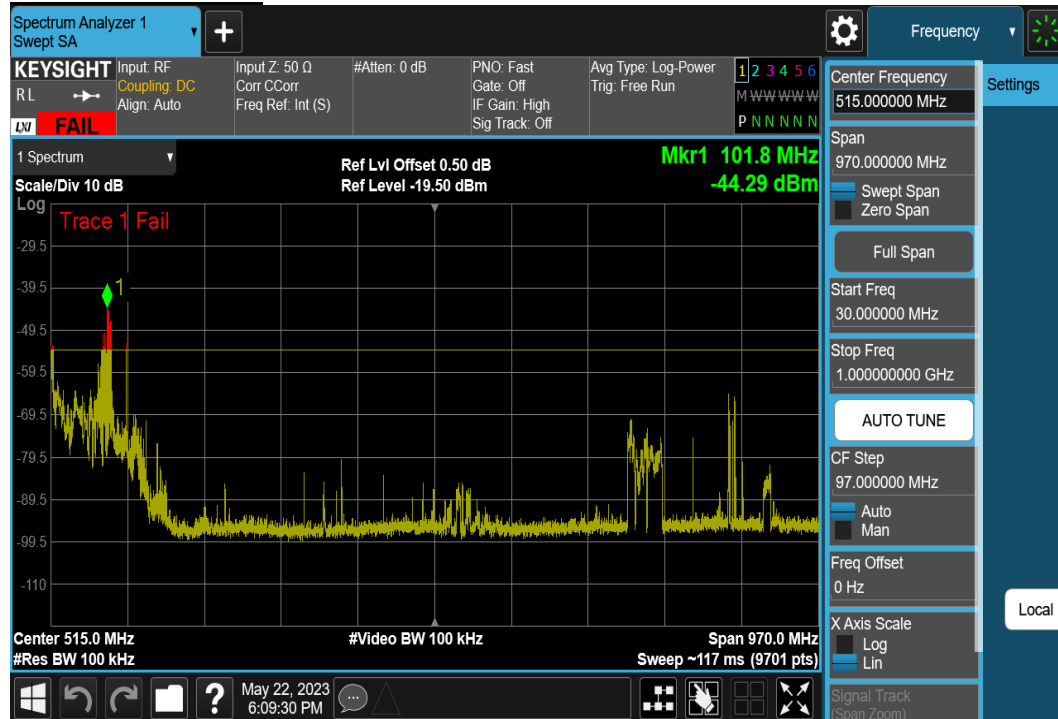 Spectrum Analyzer 1
Swept SA
+
Frequency
KEYSIGHT
R L
LXI
FAIL
Input: RF
Coupling: DC
Align: Auto
Input Z: 50 Ω
Corr CCorr
Freq Ref: Int (S)
#Atten: 0 dB
PNO: Fast
Gate: Off
IF Gain: High
Sig Track: Off
Avg Type: Log-Power
Trig: Free Run
1 2 3 4 5 6
M W W W W W
P N N N N N
1 Spectrum
Scale/Div 10 dB
Ref Lvl Offset 0.50 dB
Ref Level -19.50 dBm
Mkr1 101.8 MHz
-44.29 dBm
Log
Trace 1 Fail
1
-29.5
-39.5
-49.5
-59.5
-69.5
-79.5
-89.5
-99.5
-110
Center 515.0 MHz
#Res BW 100 kHz
#Video BW 100 kHz
Span 970.0 MHz
Sweep ~117 ms (9701 pts)
?
May 22, 2023
6:09:30 PM
Center Frequency
515.000000 MHz
Span
970.000000 MHz
Swept Span
Zero Span
Full Span
Start Freq
30.000000 MHz
Stop Freq
1.000000000 GHz
AUTO TUNE
CF Step
97.000000 MHz
Auto
Man
Freq Offset
0 Hz
X Axis Scale
Log
Lin
Signal Track
(Span Zoom)
Settings
Local